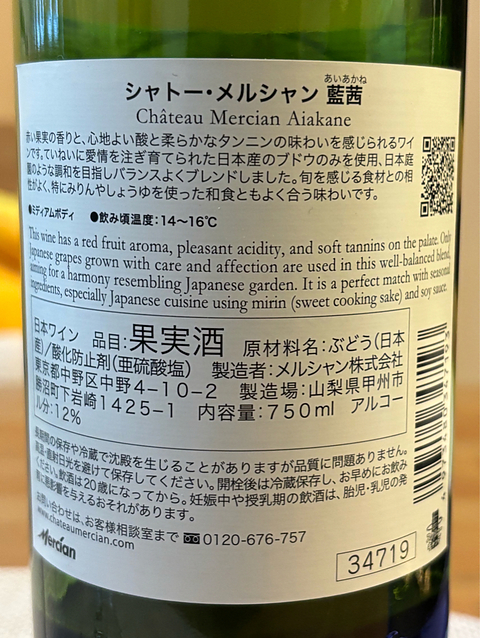 あいあかね
シャトー・メルシャン 藍茜
Château Mercian Aiakane
赤い果実の香りと、心地よい酸と柔らかなタンニンの味わいを感じられるワイ
ンです。ていねいに愛情を注ぎ育てられた日本産のブドウのみを使用、日本庭
園のような調和を目指しバランスよくブレンドしました。旬を感じる食材との相
性がよく、特にみりんやしょうゆを使った和食ともよく合う味わいです。
●ミディアムボディ ●飲み頃温度:14~16℃
This wine has a red fruit aroma, pleasant acidity, and soft tannins on the palate. Only
Japanese grapes grown with care and affection are used in this well-balanced blend,
aiming for a harmony resembling Japanese garden. It is a perfect match with seasonal
ingredients, especially Japanese cuisine using mirin (sweet cooking sake) and soy sauce.
日本ワイン 品目:果実酒 原材料名:ぶどう(日本
産)/酸化防止剤(亜硫酸塩) 製造者:メルシャン株式会社
東京都中野区中野4-10-2 製造場:山梨県甲州市
勝沼町下岩崎1425-1 内容量:750ml アルコー
ル分:12%
長期間の保存や冷蔵で沈殿を生じることがありますが品質に問題ありません。
高温・直射日光を避けて保存してください。開栓後は冷蔵保存し、お早めにお飲み
ください。飲酒は20歳になってから。妊娠中や授乳期の飲酒は、胎児・乳児の発
育に悪影響を与えるおそれがあります。
お問い合わせは、お客様相談室まで 0120-676-757
www.chateaumercian.com
Mercian
34719